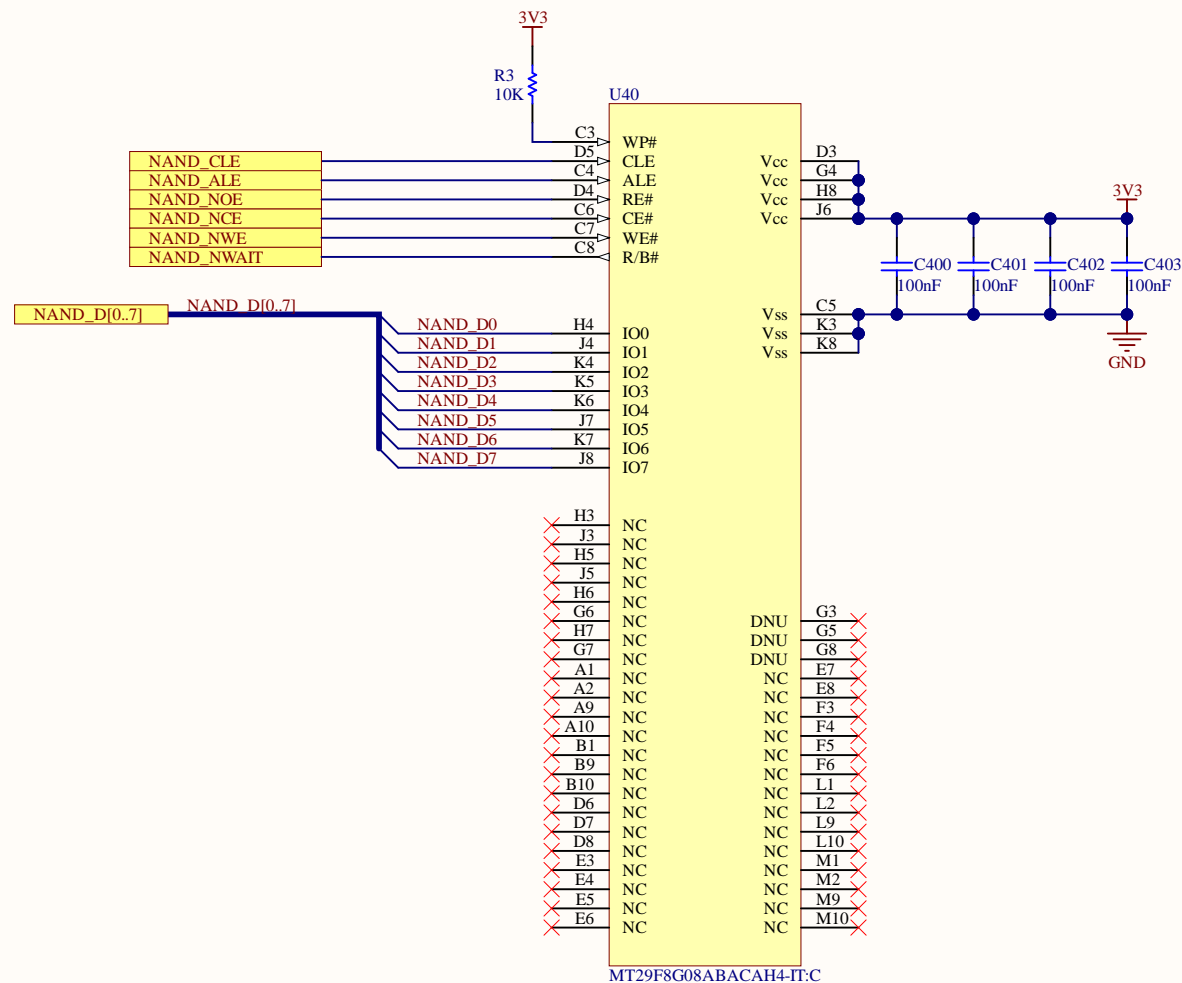 3V3
R3
10K
U40
C3 WP#
NAND_CLE D5 CLE
NAND_ALE C4 ALE
NAND_NOE D4 RE#
NAND_NCE C6 CE#
NAND_NWE C7 WE#
NAND_NWAIT C8 R/B#
Vcc D3
Vcc G4
Vcc H8
Vcc J6
3V3
C400
100nF
C401
100nF
C402
100nF
C403
100nF
Vss C5
Vss K3
Vss K8
GND
NAND_D[0..7] NAND_D[0..7]
NAND_D0 H4 IO0
NAND_D1 J4 IO1
NAND_D2 K4 IO2
NAND_D3 K5 IO3
NAND_D4 K6 IO4
NAND_D5 J7 IO5
NAND_D6 K7 IO6
NAND_D7 J8 IO7
H3 NC
J3 NC
H5 NC
J5 NC
H6 NC
G6 NC
H7 NC
G7 NC
A1 NC
A2 NC
A9 NC
A10 NC
B1 NC
B9 NC
B10 NC
D6 NC
D7 NC
D8 NC
E3 NC
E4 NC
E5 NC
E6 NC
DNU G3
DNU G5
DNU G8
NC E7
NC E8
NC F3
NC F4
NC F5
NC F6
NC L1
NC L2
NC L9
NC L10
NC M1
NC M2
NC M9
NC M10
MT29F8G08ABACAH4-IT:C